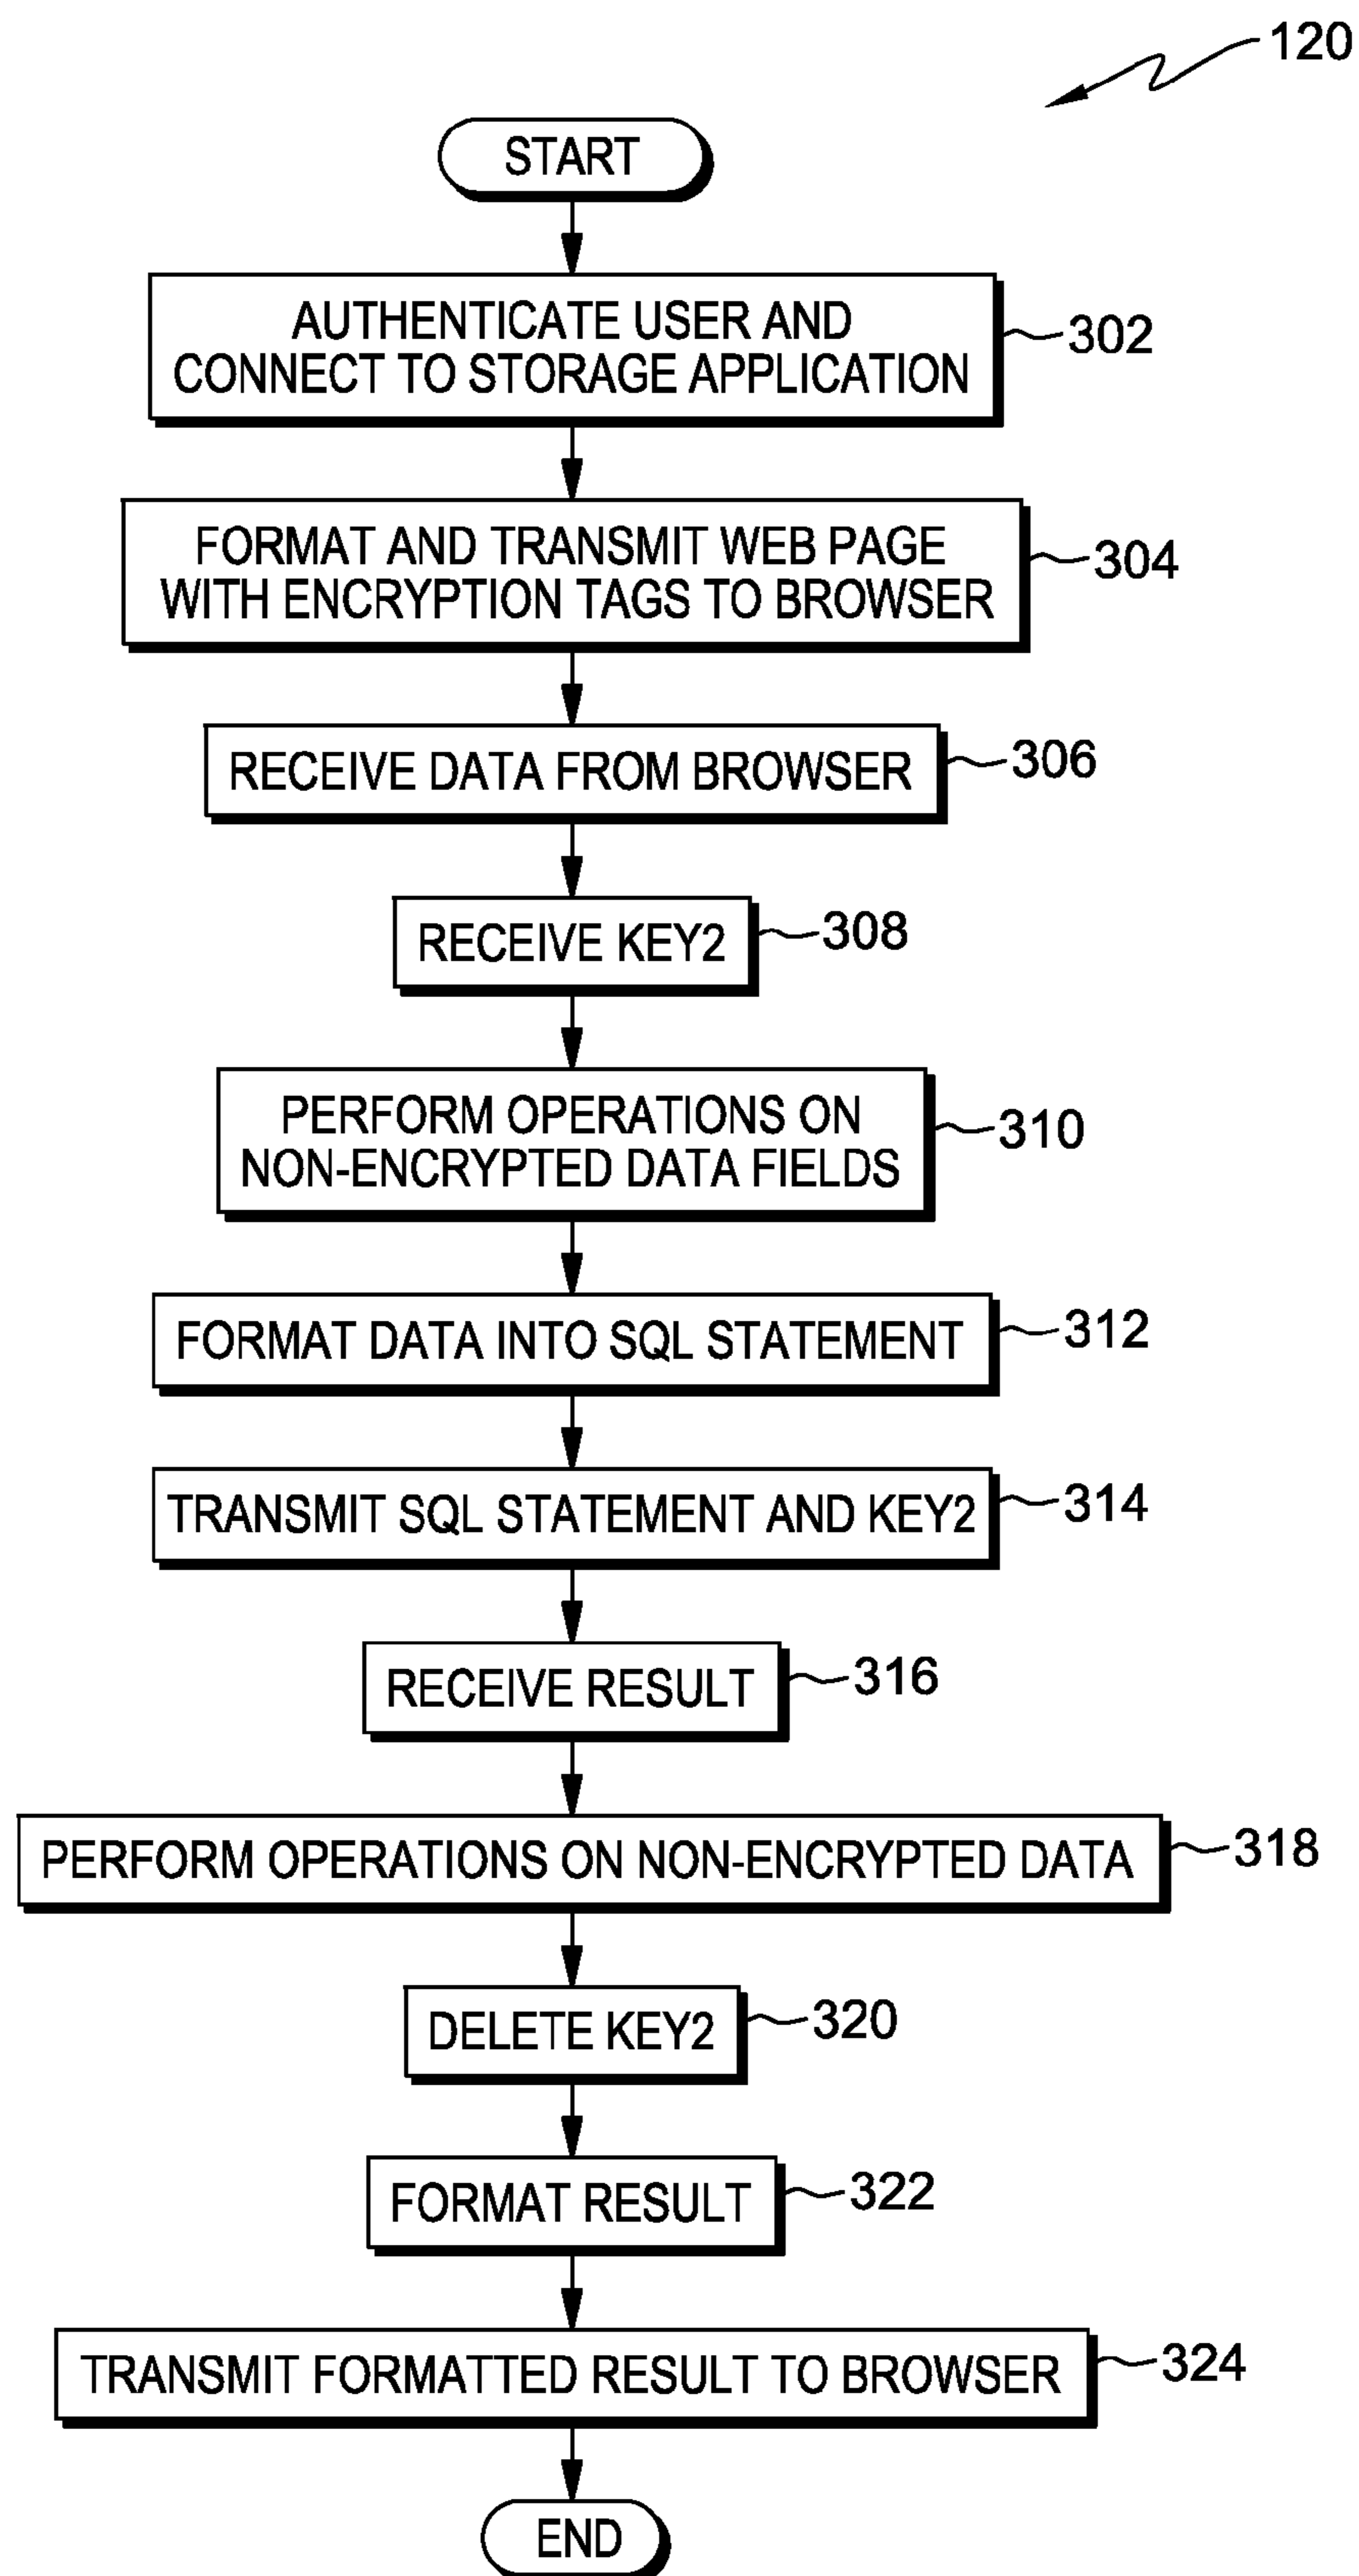 120
START
AUTHENTICATE USER AND
CONNECT TO STORAGE APPLICATION
302
FORMAT AND TRANSMIT WEB PAGE
WITH ENCRYPTION TAGS TO BROWSER
304
RECEIVE DATA FROM BROWSER
306
RECEIVE KEY2
308
PERFORM OPERATIONS ON
NON-ENCRYPTED DATA FIELDS
310
FORMAT DATA INTO SQL STATEMENT
312
TRANSMIT SQL STATEMENT AND KEY2
314
RECEIVE RESULT
316
PERFORM OPERATIONS ON NON-ENCRYPTED DATA
318
DELETE KEY2
320
FORMAT RESULT
322
TRANSMIT FORMATTED RESULT TO BROWSER
324
END